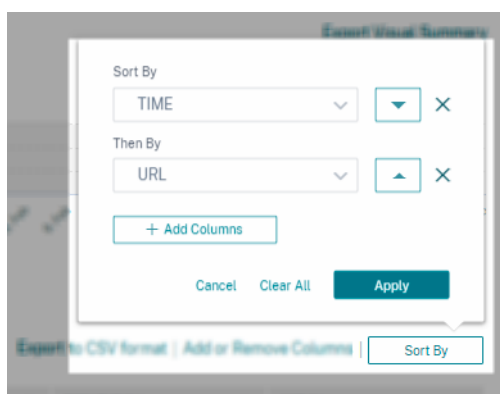 Export Visual Summary
Sort By
TIME
Then By
URL
+ Add Columns
Cancel Clear All Apply
Export to CSV format | Add or Remove Columns | Sort By